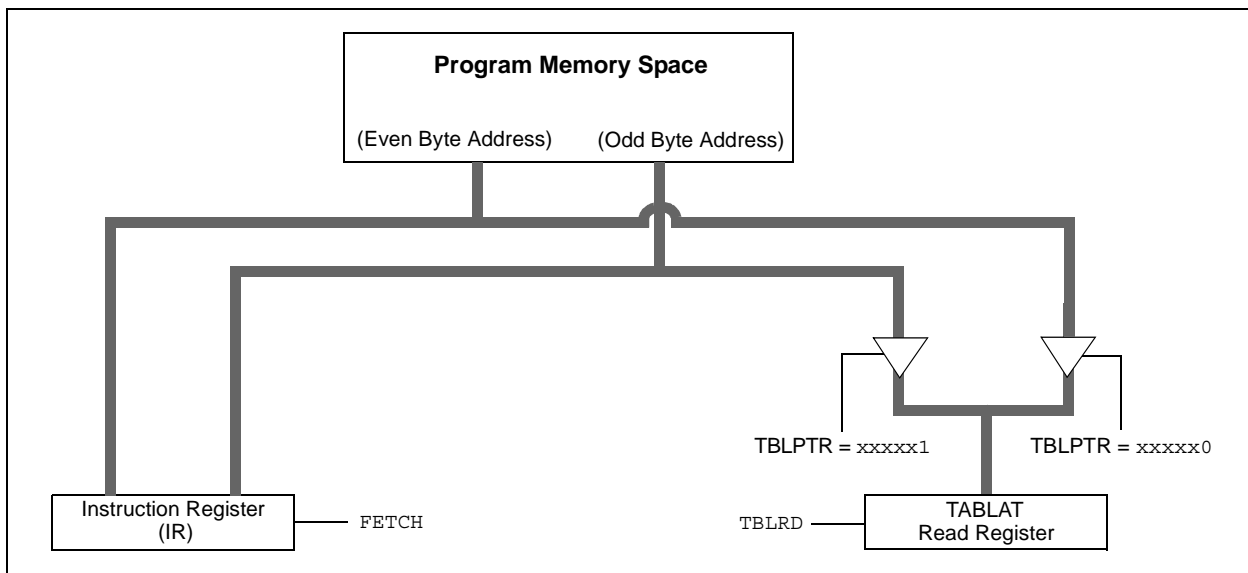 Program Memory Space
(Even Byte Address) (Odd Byte Address)
TBLPTR = xxxxx1 TBLPTR = xxxxx0
Instruction Register
(IR)
FETCH
TBLRD
TABLAT
Read Register